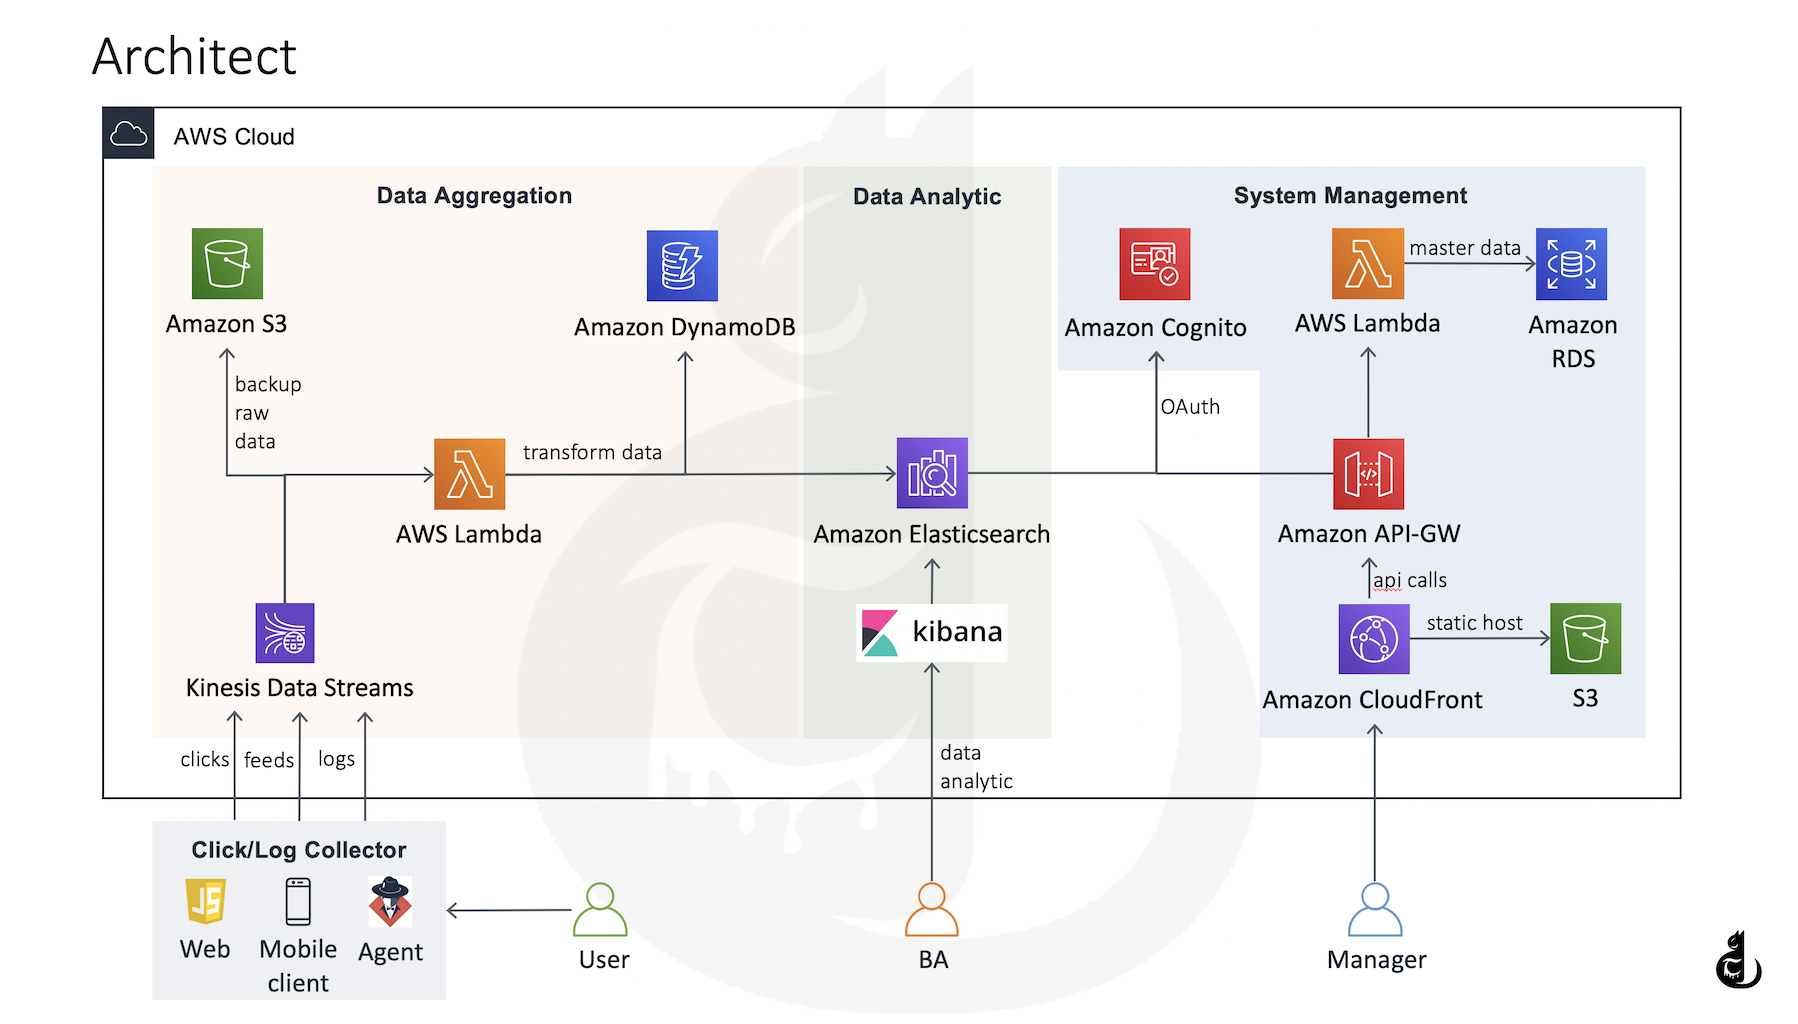 Architect
AWS Cloud
Data Aggregation
Data Analytic
System Management
Amazon S3
Amazon DynamoDB
Amazon Cognito
AWS Lambda
master data
Amazon
RDS
backup
raw
data
OAuth
transform data
AWS Lambda
Amazon Elasticsearch
Amazon API-GW
api calls
kibana
static host
Kinesis Data Streams
Amazon CloudFront
S3
clicks
feeds
logs
data
analytic
Click/Log Collector
JS
Web
Mobile
client
Agent
User
BA
Manager